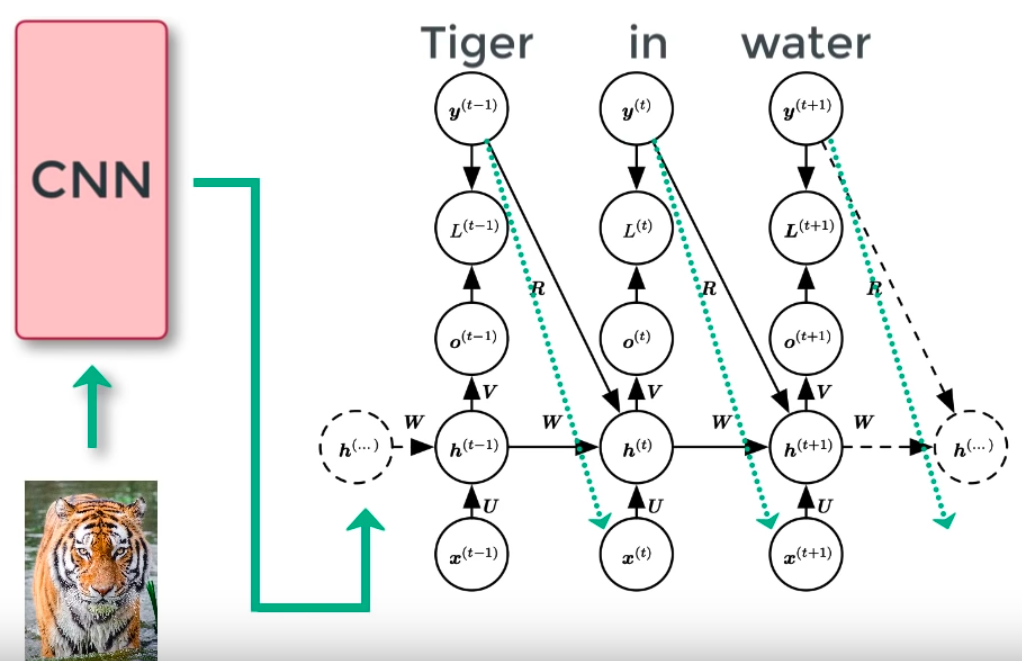 Tiger in water
CNN
y(t−1) y(t) y(t+1)
L(t−1) L(t) L(t+1)
R R R
o(t−1) o(t) o(t+1)
V V V
W W W W
h(...) h(t−1) h(t) h(t+1) h(...)
U U U
x(t−1) x(t) x(t+1)